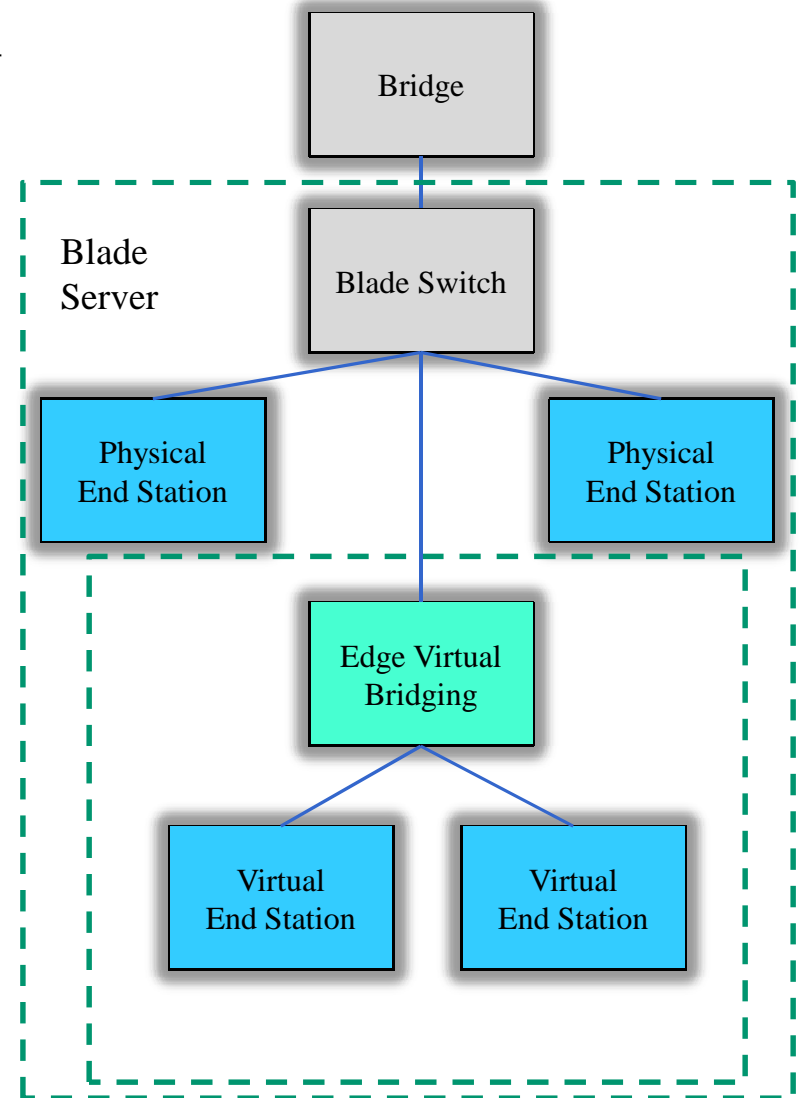 Bridge
Blade
Server
Blade Switch
Physical
End Station
Physical
End Station
Edge Virtual
Bridging
Virtual
End Station
Virtual
End Station